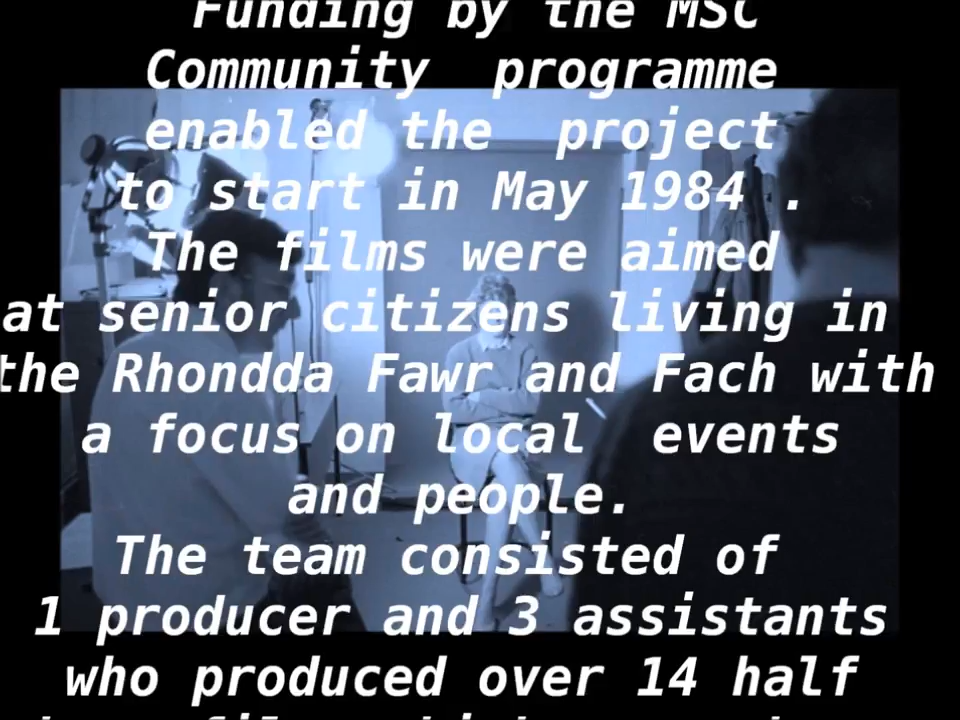 Funding by the MSC
Community programme
enabled the project
to start in May 1984 .
The films were aimed
at senior citizens living in
the Rhondda Fawr and Fach with
a focus on local events
and people.
The team consisted of
1 producer and 3 assistants
who produced over 14 half